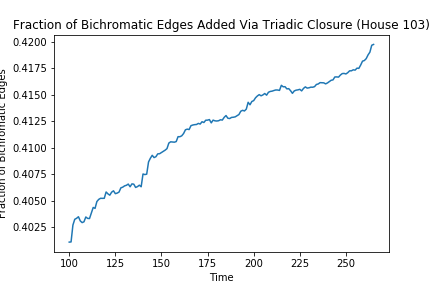 Fraction of Bichromatic Edges Added Via Triadic Closure (House 103)
Fraction of Bichromatic Edges
0.4200
0.4175
0.4150
0.4125
0.4100
0.4075
0.4050
0.4025
100 125 150 175 200 225 250
Time